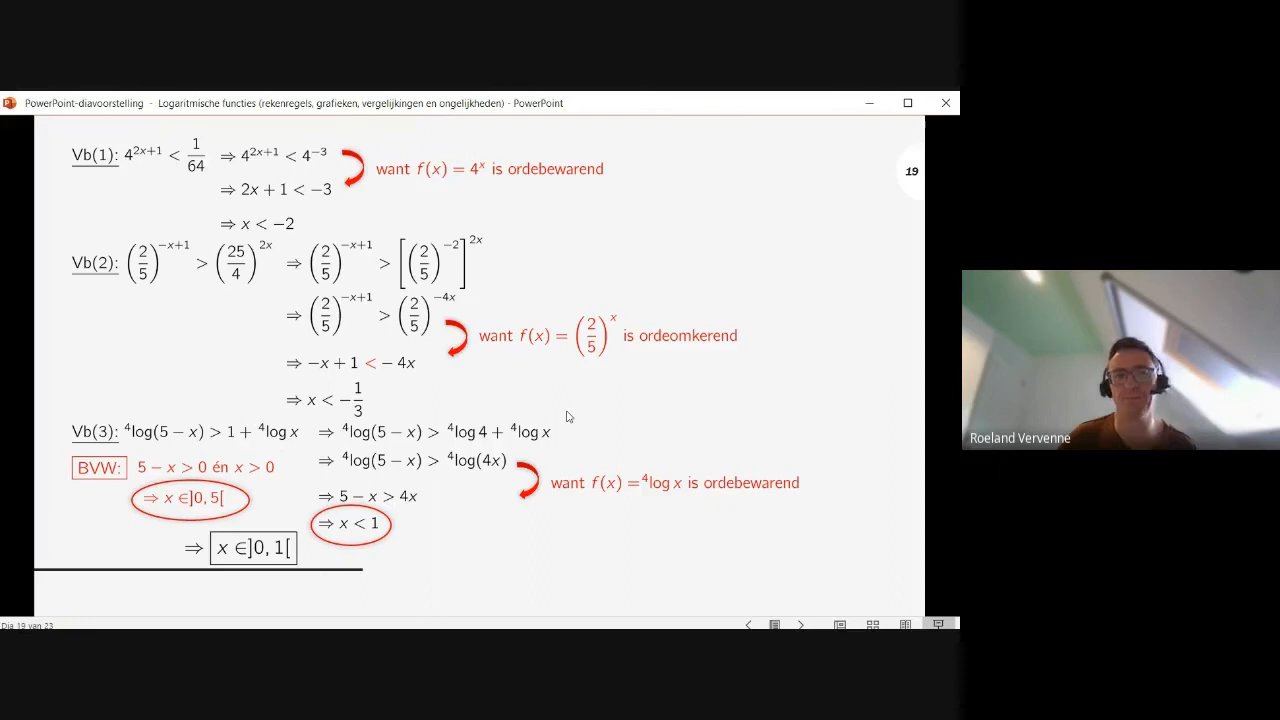 PowerPoint-diavoorstelling - Logaritmische functies (rekenregels, grafieken, vergelijkingen en ongelijkheden) - PowerPoint
19
Vb(1): 4^{2x+1} < 1/64 ⇒ 4^{2x+1} < 4^{−3}
want f(x) = 4^x is ordebewarend
⇒ 2x + 1 < −3
⇒ x < −2
Vb(2): (2/5)^{−x+1} > (25/4)^{2x} ⇒ (2/5)^{−x+1} > [(2/5)^{−2}]^{2x}
⇒ (2/5)^{−x+1} > (2/5)^{−4x}
want f(x) = (2/5)^x is ordeomkerend
⇒ −x + 1 < − 4x
⇒ x < −1/3
Vb(3): ⁴log(5 − x) > 1 + ⁴log x ⇒ ⁴log(5 − x) > ⁴log 4 + ⁴log x
BVW: 5 − x > 0 én x > 0 ⇒ ⁴log(5 − x) > ⁴log(4x)
want f(x) = ⁴log x is ordebewarend
⇒ x ∈]0, 5[ ⇒ 5 − x > 4x
⇒ x < 1
⇒ x ∈]0, 1[
Dia 19 van 23
Roeland Vervenne